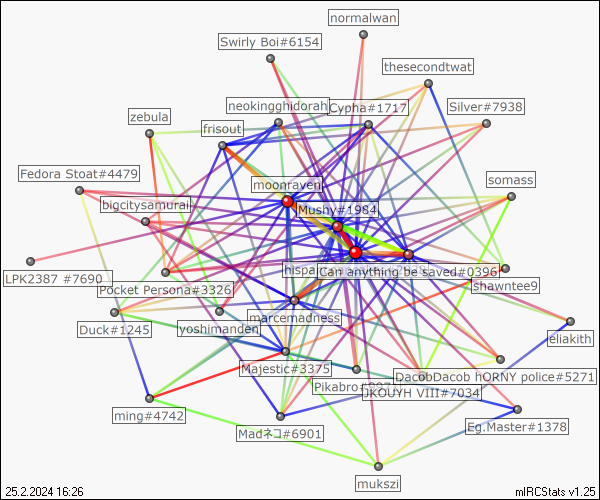 normalwan
Swirly Boi#6154
thesecondtwat
neokingghidorah
Cypha#1717
Silver#7938
zebula
frisout
Fedora Stoat#4479
moonraven
somass
bigcitysamurai
Mushy#1984
LPK2387 #7690
Pocket Persona#3326
hispa
Can anything be saved#0396
shawntee9
Duck#1245
yoshimanden
marcemadness
eliakith
Majestic#3375
DacobDacob hORNY police#5271
JKOUYH VIII#7034
ming#4742
Madネコ#6901
Eg.Master#1378
mukszi
25.2.2024 16:26
mIRCStats v1.25